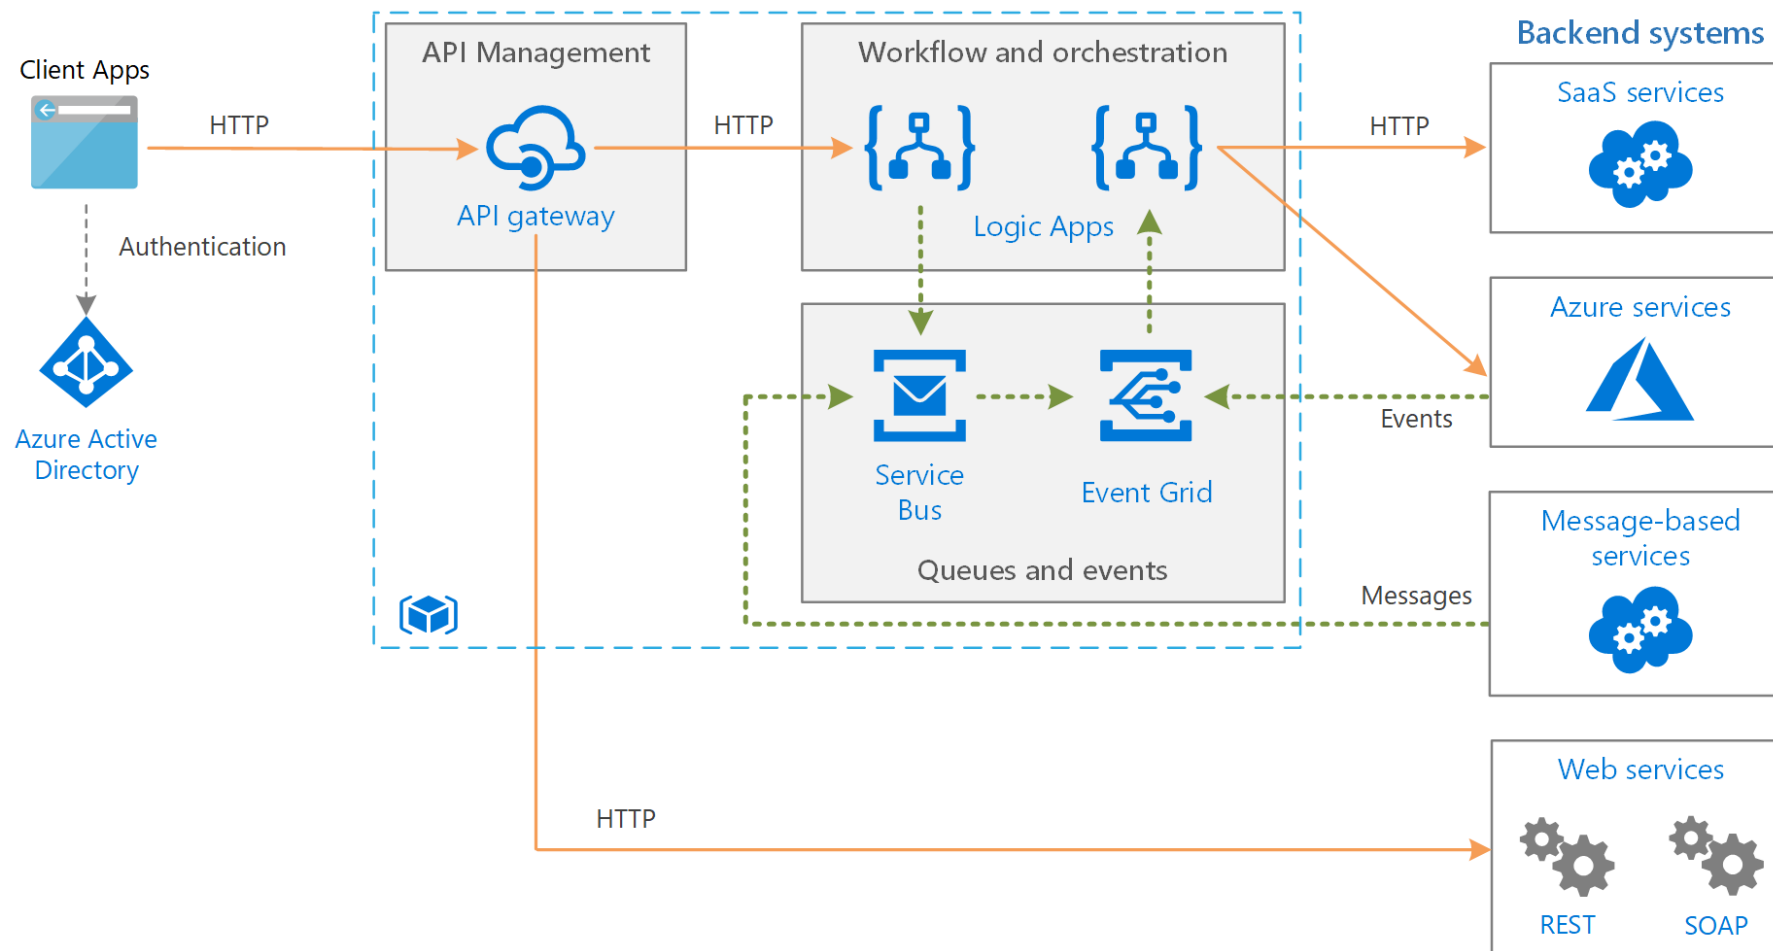 Client Apps
HTTP
Authentication
Azure Active
Directory
API Management
API gateway
HTTP
Workflow and orchestration
Logic Apps
Service
Bus
Event Grid
Queues and events
HTTP
Events
Messages
HTTP
Backend systems
SaaS services
Azure services
Message-based
services
Web services
REST
SOAP